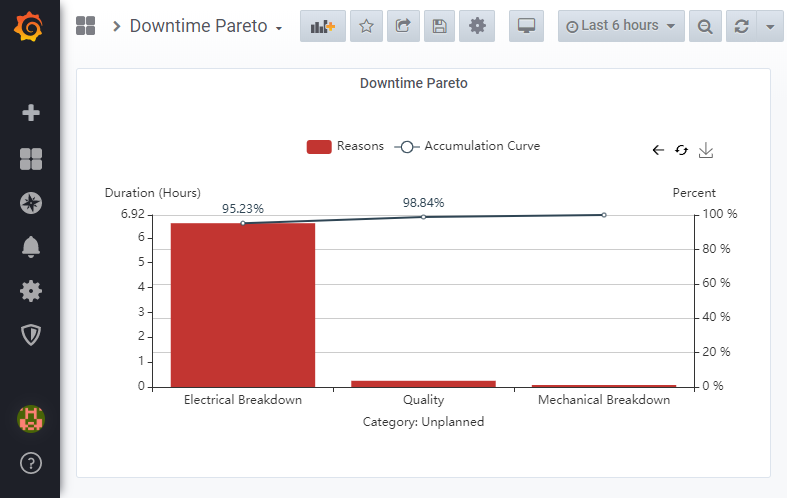 Downtime Pareto
Last 6 hours
Downtime Pareto
Reasons
Accumulation Curve
Duration (Hours)
Percent
95.23%
98.84%
6.92
6
5
4
3
2
1
0
100 %
80 %
60 %
40 %
20 %
0 %
Electrical Breakdown
Quality
Mechanical Breakdown
Category: Unplanned